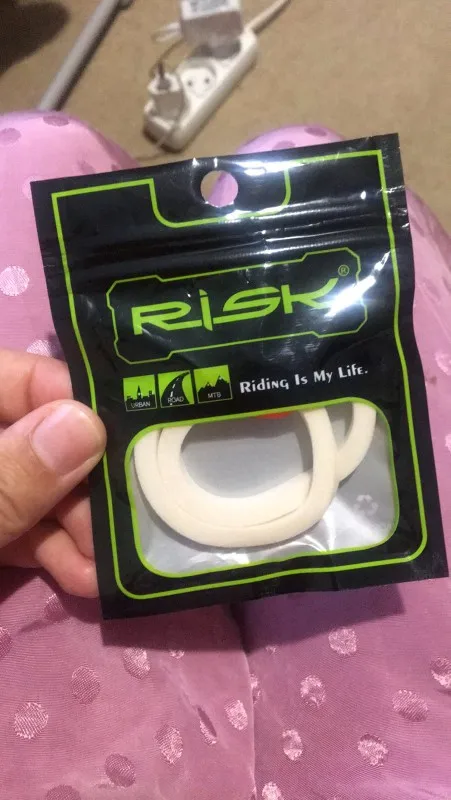 RiSK®
URBAN ROAD MTB
Riding Is My Life.